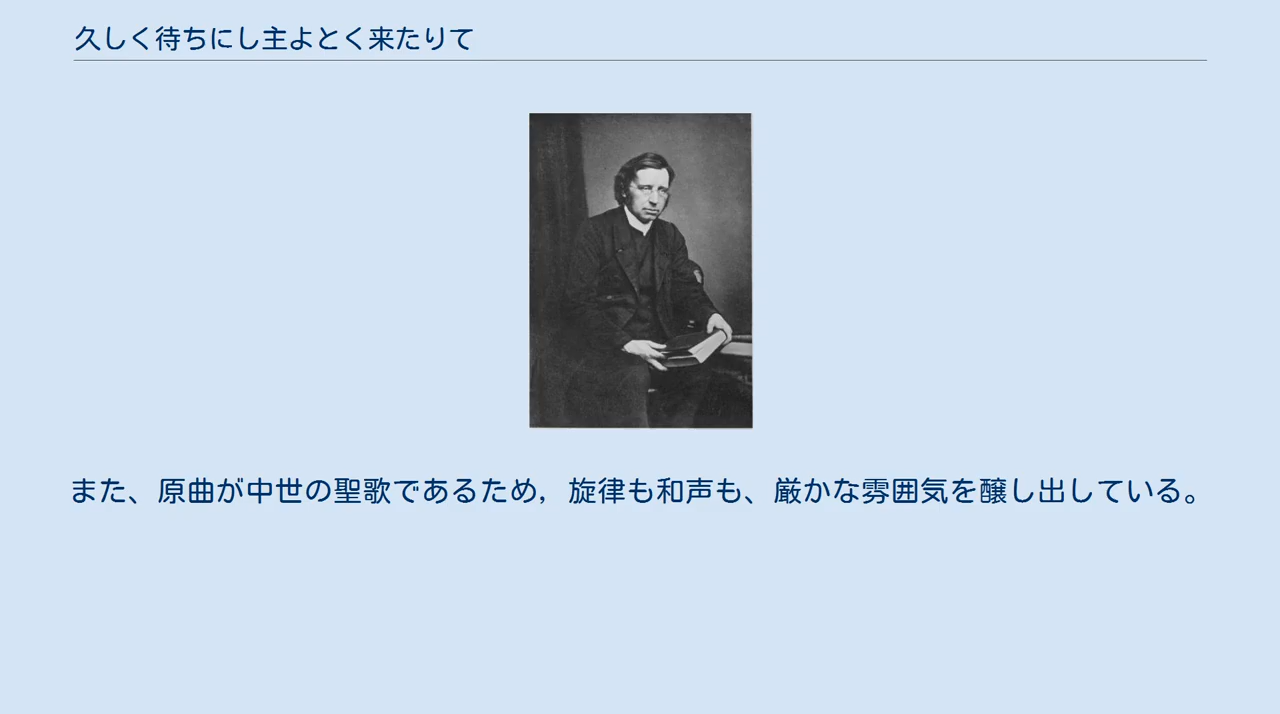 久しく待ちにし主よとく来たりて
また、原曲が中世の聖歌であるため，旋律も和声も、厳かな雰囲気を醸し出している。